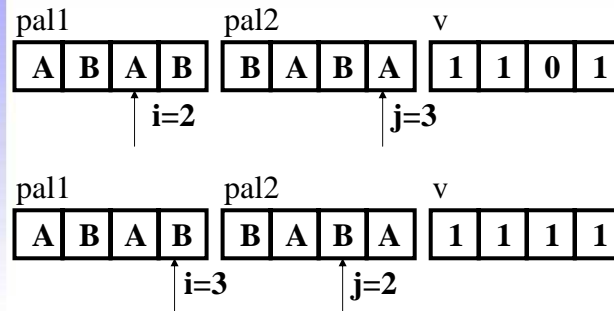 pal1 pal2 v
A B A B B A B A 1 1 0 1
i=2 j=3
pal1 pal2 v
A B A B B A B A 1 1 1 1
i=3 j=2